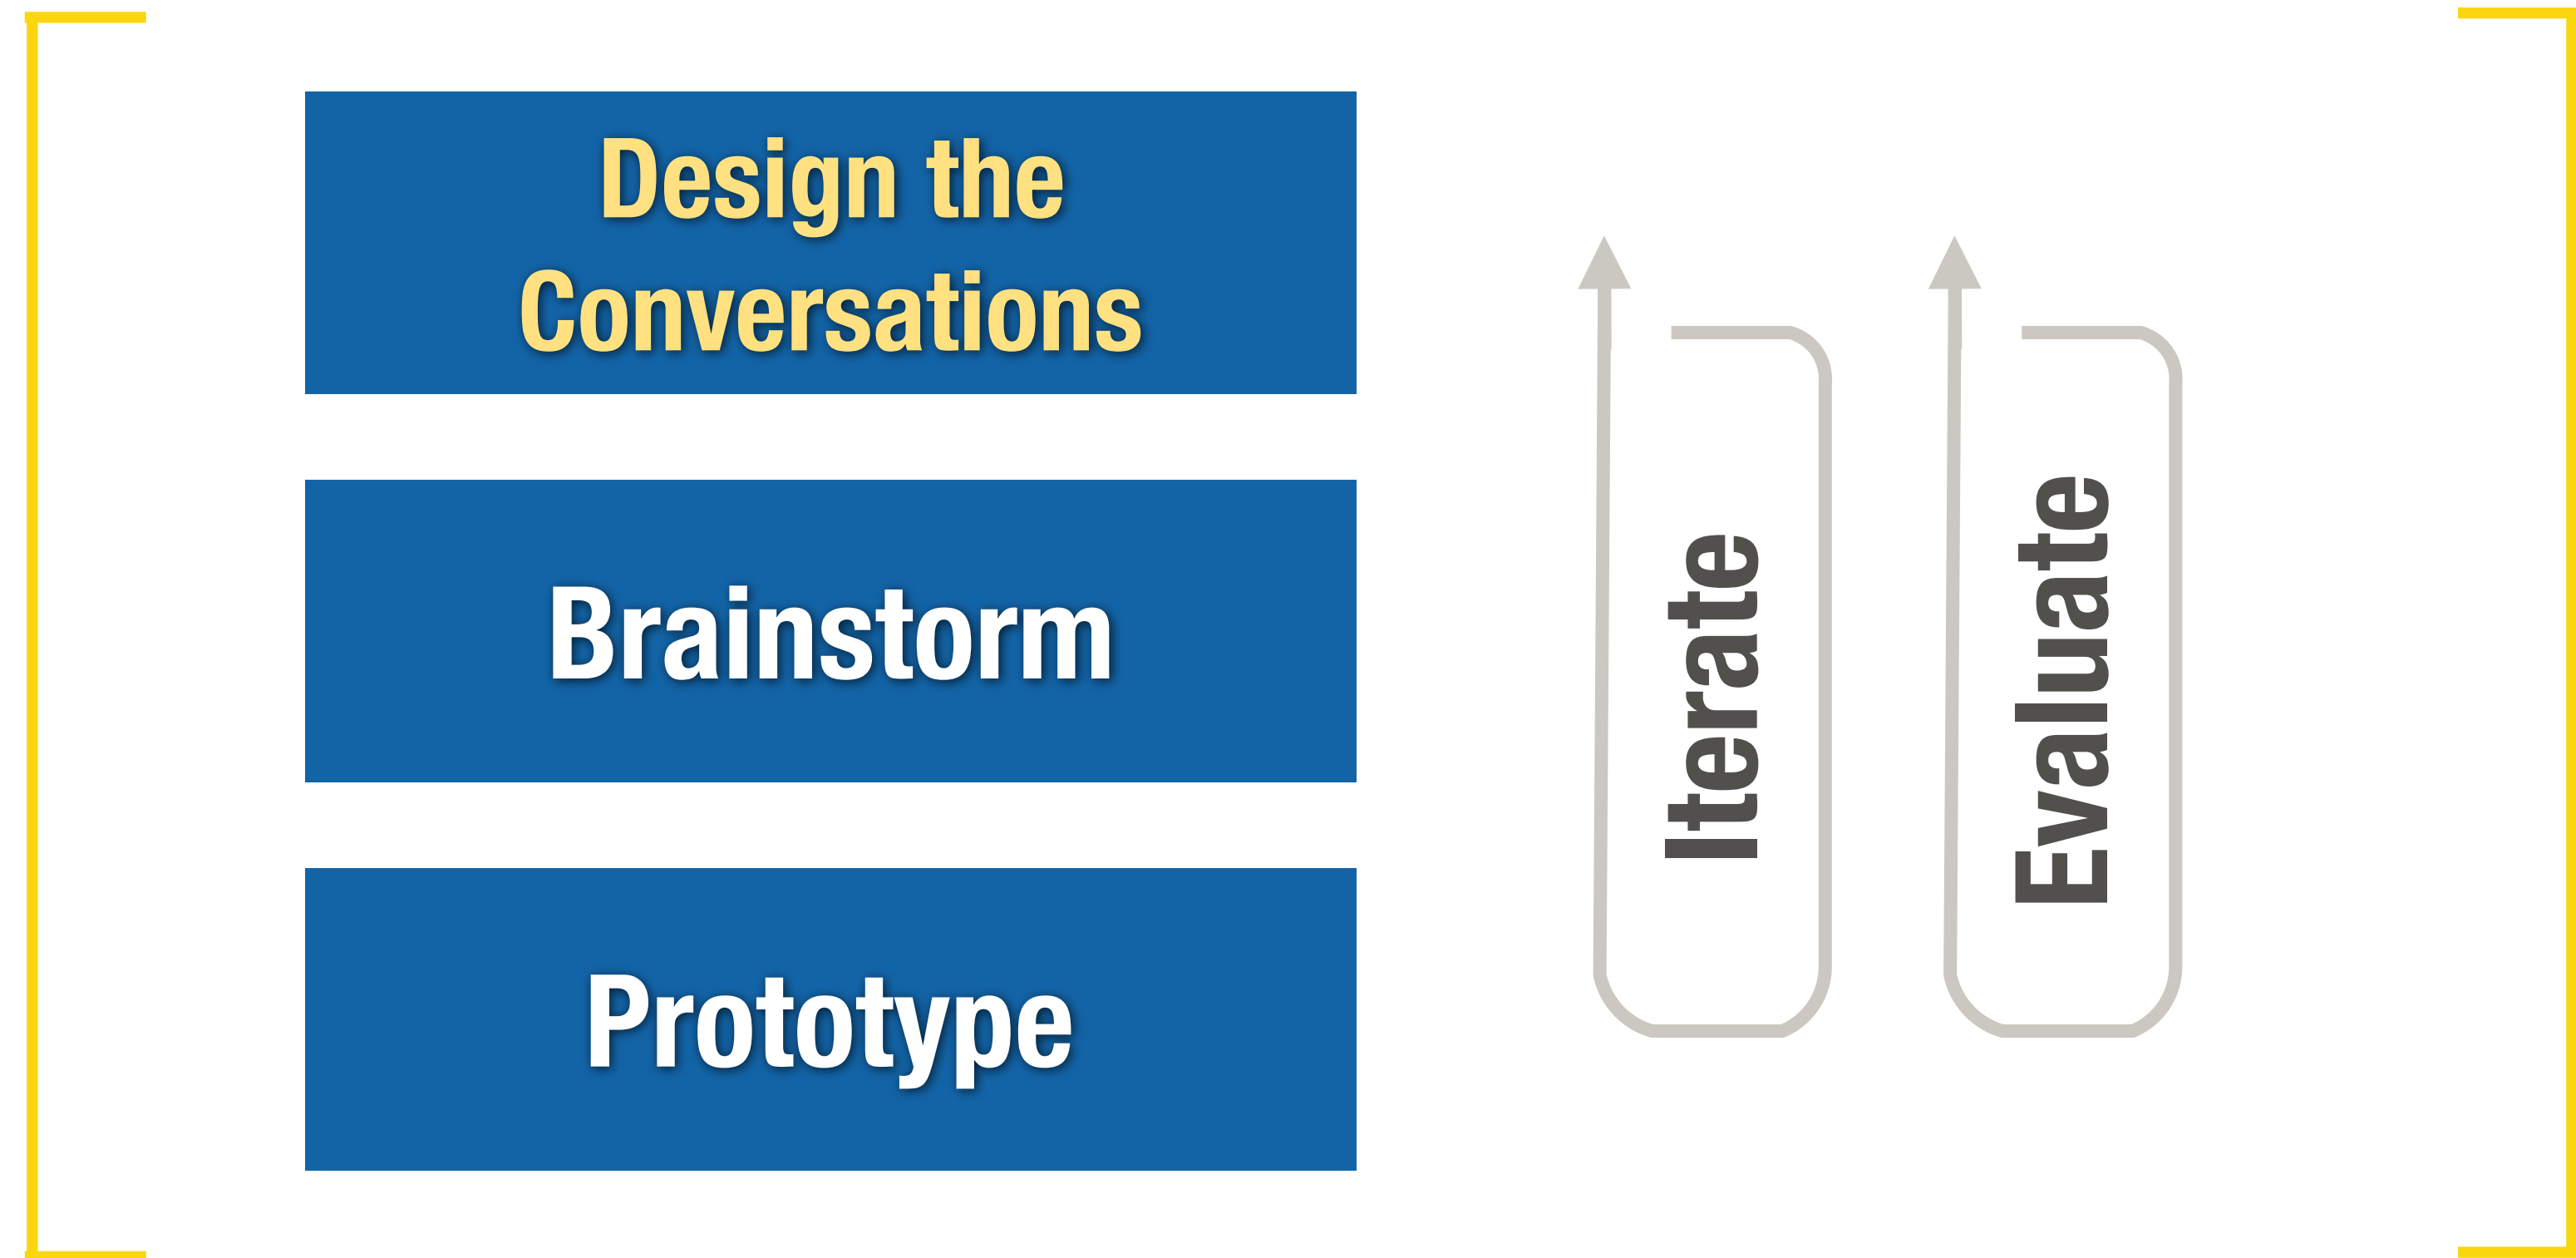 Design the
Conversations
Brainstorm
Prototype
Iterate
Evaluate